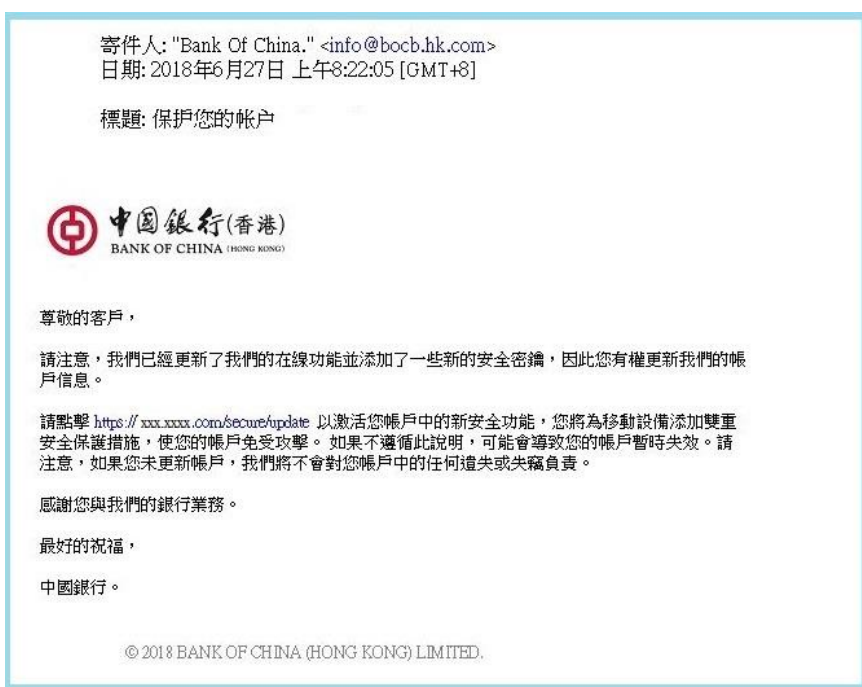 寄件人: "Bank Of China." <info@bocb.hk.com>
日期: 2018年6月27日 上午8:22:05 [GMT+8]
標題: 保护您的帐户
中国銀行(香港)
BANK OF CHINA (HONG KONG)
尊敬的客戶，
請注意，我們已經更新了我們的在線功能並添加了一些新的安全密鑰，因此您有權更新我們的帳
戶信息。
請點擊 https:// xxx.xxxx.com/secure/update 以激活您帳戶中的新安全功能，您將為移動設備添加雙重
安全保護措施，使您的帳戶免受攻擊。 如果不遵循此說明，可能會導致您的帳戶暫時失效。請
注意，如果您未更新帳戶，我們將不會對您帳戶中的任何遺失或失竊負責。
感謝您與我們的銀行業務。
最好的祝福，
中國銀行。
© 2018 BANK OF CHINA (HONG KONG) LIMITED.